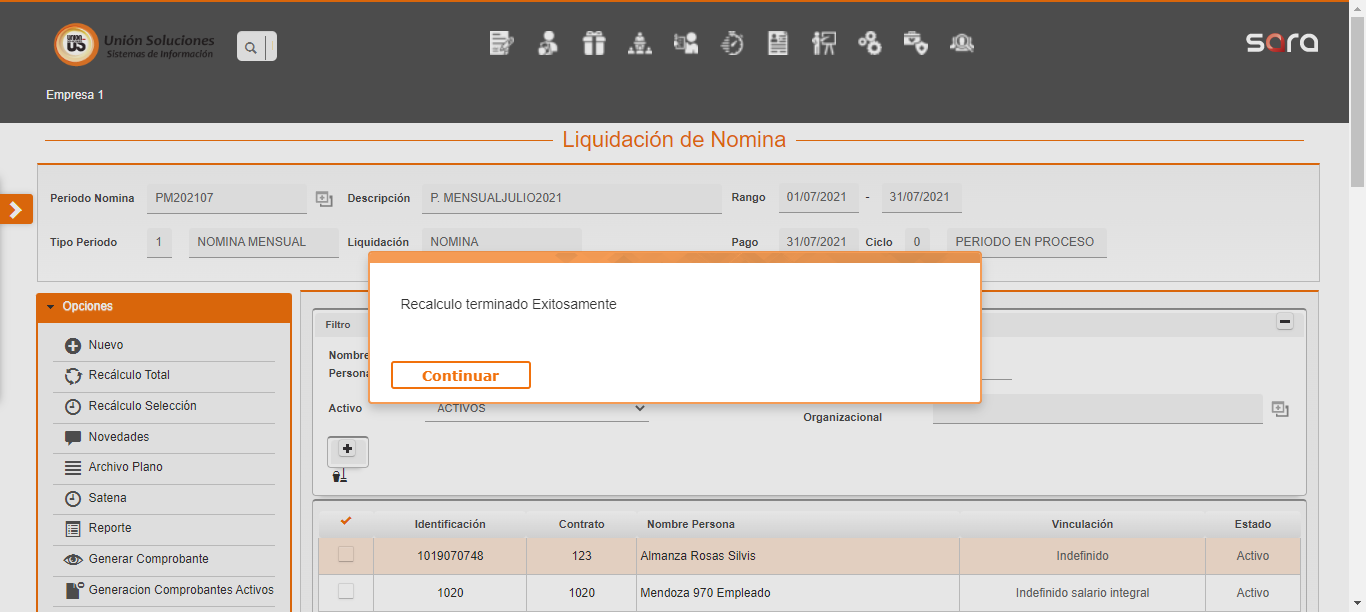 Unión Soluciones
Sistemas de Información
sara
Empresa 1
Liquidación de Nomina
Periodo Nomina PM202107 Descripción P. MENSUALJULIO2021 Rango 01/07/2021 - 31/07/2021
Tipo Periodo 1 NOMINA MENSUAL Liquidación NOMINA Pago 31/07/2021 Ciclo 0 PERIODO EN PROCESO
Recalculo terminado Exitosamente
Continuar
Opciones
Nuevo
Recálculo Total
Recálculo Selección
Novedades
Archivo Plano
Satena
Reporte
Generar Comprobante
Generacion Comprobantes Activos
Filtro
Nombre
Persona
Activo ACTIVOS
Organizacional
Identificación Contrato Nombre Persona Vinculación Estado
1019070748 123 Almanza Rosas Silvis Indefinido Activo
1020 1020 Mendoza 970 Empleado Indefinido salario integral Activo